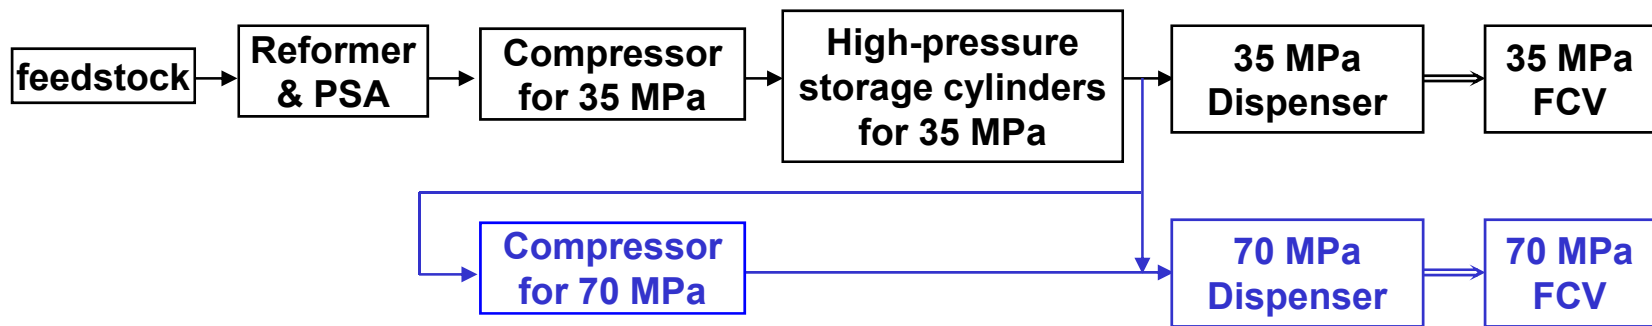 feedstock
Reformer
& PSA
Compressor
for 35 MPa
High-pressure
storage cylinders
for 35 MPa
35 MPa
Dispenser
35 MPa
FCV
Compressor
for 70 MPa
70 MPa
Dispenser
70 MPa
FCV